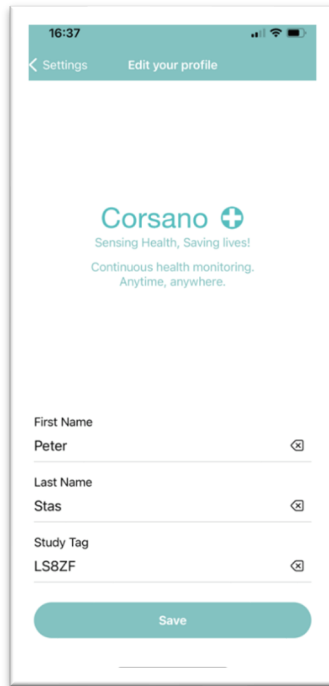 16:37
Settings Edit your profile
Corsano
Sensing Health, Saving lives!
Continuous health monitoring.
Anytime, anywhere.
First Name
Peter
Last Name
Stas
Study Tag
LS8ZF
Save